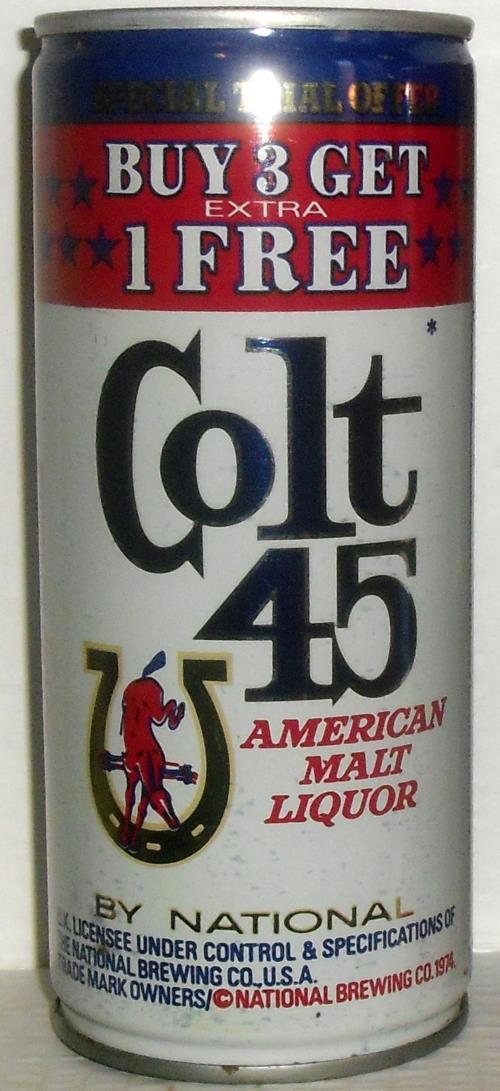 SPECIAL TRIAL OFFER
BUY 3 GET
EXTRA
1 FREE
Colt*
45
AMERICAN
MALT
LIQUOR
BY NATIONAL
U.K. LICENSEE UNDER CONTROL & SPECIFICATIONS OF
THE NATIONAL BREWING CO., U.S.A.
TRADE MARK OWNERS/©NATIONAL BREWING CO. 1974.